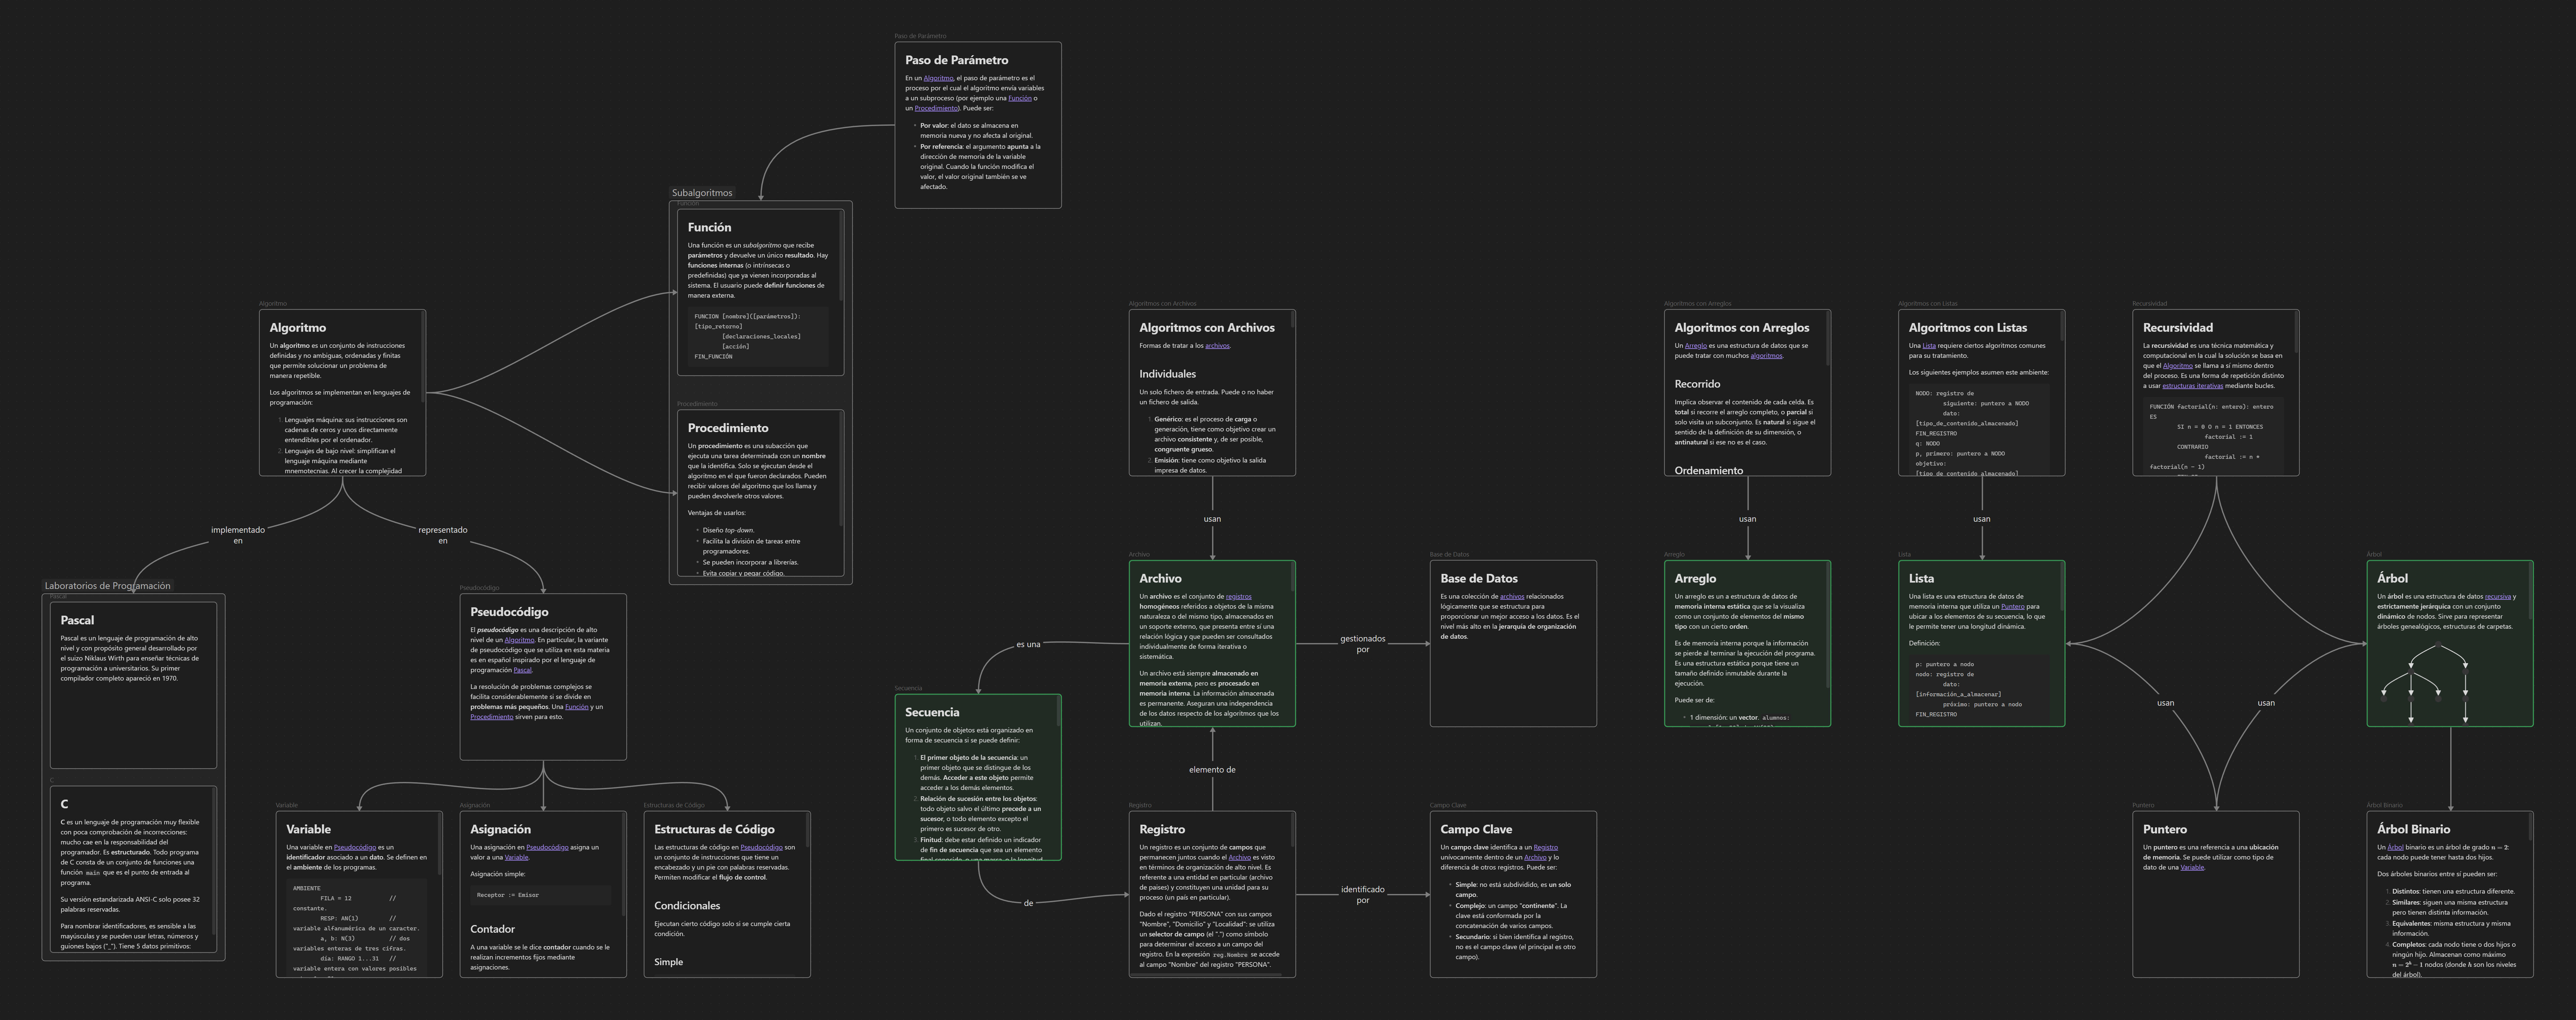 Paso de Parámetro
Paso de Parámetro
En un Algoritmo, el paso de parámetro es el
proceso por el cual el algoritmo envía variables
a un subproceso (por ejemplo una Función o
un Procedimiento). Puede ser:
• Por valor: el dato se almacena en
memoria nueva y no afecta al original.
• Por referencia: el argumento apunta a la
dirección de memoria de la variable
original. Cuando la función modifica el
valor, el valor original también se ve
afectado.
Subalgoritmos
Función
Función
Una función es un subalgoritmo que recibe
parámetros y devuelve un único resultado. Hay
funciones internas (o intrínsecas o
predefinidas) que ya vienen incorporadas al
sistema. El usuario puede definir funciones de
manera externa.
FUNCION [nombre]([parámetros]):
[tipo_retorno]
[declaraciones_locales]
[acción]
FIN_FUNCIÓN
Procedimiento
Procedimiento
Un procedimiento es una subacción que
ejecuta una tarea determinada con un nombre
que la identifica. Solo se ejecutan desde el
algoritmo en el que fueron declarados. Pueden
recibir valores del algoritmo que los llama y
pueden devolverle otros valores.
Ventajas de usarlos:
• Diseño top-down.
• Facilita la división de tareas entre
programadores.
• Se pueden incorporar a librerías.
• Evita copiar y pegar código.
Algoritmo
Algoritmo
Un algoritmo es un conjunto de instrucciones
definidas y no ambiguas, ordenadas y finitas
que permite solucionar un problema de
manera repetible.
Los algoritmos se implementan en lenguajes de
programación:
1. Lenguajes máquina: sus instrucciones son
cadenas de ceros y unos directamente
entendibles por el ordenador.
2. Lenguajes de bajo nivel: simplifican el
lenguaje máquina mediante
mnemotecnias. Al crecer la complejidad
implementado
en
representado
en
Laboratorios de Programación
Pascal
Pascal
Pascal es un lenguaje de programación de alto
nivel y con propósito general desarrollado por
el suizo Niklaus Wirth para enseñar técnicas de
programación a universitarios. Su primer
compilador completo apareció en 1970.
C
C
C es un lenguaje de programación muy flexible
con poca comprobación de incorrecciones:
mucho cae en la responsabilidad del
programador. Es estructurado. Todo programa
de C consta de un conjunto de funciones una
función main que es el punto de entrada al
programa.
Su versión estandarizada ANSI-C solo posee 32
palabras reservadas.
Para nombrar identificadores, es sensible a las
mayúsculas y se pueden usar letras, números y
guiones bajos ("_"). Tiene 5 datos primitivos:
Pseudocódigo
Pseudocódigo
El pseudocódigo es una descripción de alto
nivel de un Algoritmo. En particular, la variante
de pseudocódigo que se utiliza en esta materia
es en español inspirado por el lenguaje de
programación Pascal.
La resolución de problemas complejos se
facilita considerablemente si se divide en
problemas más pequeños. Una Función y un
Procedimiento sirven para esto.
Variable
Variable
Una variable en Pseudocódigo es un
identificador asociado a un dato. Se definen en
el ambiente de los programas.
AMBIENTE
FILA = 12 //
constante.
RESP: AN(1) //
variable alfanumérica de un caracter.
a, b: N(3) // dos
variables enteras de tres cifras.
día: RANGO 1...31 //
variable entera con valores posibles
Asignación
Asignación
Una asignación en Pseudocódigo asigna un
valor a una Variable.
Asignación simple:
Receptor := Emisor
Contador
A una variable se le dice contador cuando se le
realizan incrementos fijos mediante
asignaciones.
Estructuras de Código
Estructuras de Código
Las estructuras de código en Pseudocódigo son
un conjunto de instrucciones que tiene un
encabezado y un pie con palabras reservadas.
Permiten modificar el flujo de control.
Condicionales
Ejecutan cierto código solo si se cumple cierta
condición.
Simple
Algoritmos con Archivos
Algoritmos con Archivos
Formas de tratar a los archivos.
Individuales
Un solo fichero de entrada. Puede o no haber
un fichero de salida.
1. Genérico: es el proceso de carga o
generación, tiene como objetivo crear un
archivo consistente y, de ser posible,
congruente grueso.
2. Emisión: tiene como objetivo la salida
impresa de datos.
usan
Archivo
Archivo
Un archivo es el conjunto de registros
homogéneos referidos a objetos de la misma
naturaleza o del mismo tipo, almacenados en
un soporte externo, que presenta entre sí una
relación lógica y que pueden ser consultados
individualmente de forma iterativa o
sistemática.
Un archivo está siempre almacenado en
memoria externa, pero es procesado en
memoria interna. La información almacenada
es permanente. Aseguran una independencia
de los datos respecto de los algoritmos que los
utilizan.
es una
gestionados
por
Base de Datos
Base de Datos
Es una colección de archivos relacionados
lógicamente que se estructura para
proporcionar un mejor acceso a los datos. Es el
nivel más alto en la jerarquía de organización
de datos.
Secuencia
Secuencia
Un conjunto de objetos está organizado en
forma de secuencia si se puede definir:
1. El primer objeto de la secuencia: un
primer objeto que se distingue de los
demás. Acceder a este objeto permite
acceder a los demás elementos.
2. Relación de sucesión entre los objetos:
todo objeto salvo el último precede a un
sucesor, o todo elemento excepto el
primero es sucesor de otro.
3. Finitud: debe estar definido un indicador
de fin de secuencia que sea un elemento
de
elemento de
Registro
Registro
Un registro es un conjunto de campos que
permanecen juntos cuando el Archivo es visto
en términos de organización de alto nivel. Es
referente a una entidad en particular (archivo
de países) y constituyen una unidad para su
proceso (un país en particular).
Dado el registro "PERSONA" con sus campos
"Nombre", "Domicilio" y "Localidad": se utiliza
un selector de campo (el ".") como símbolo
para determinar el acceso a un campo del
registro. En la expresión reg.Nombre se accede
al campo "Nombre" del registro "PERSONA".
identificado
por
Campo Clave
Campo Clave
Un campo clave identifica a un Registro
unívocamente dentro de un Archivo y lo
diferencia de otros registros. Puede ser:
• Simple: no está subdividido, es un solo
campo.
• Complejo: un campo "continente". La
clave está conformada por la
concatenación de varios campos.
• Secundario: si bien identifica al registro,
no es el campo clave (el principal es otro
campo).
Algoritmos con Arreglos
Algoritmos con Arreglos
Un Arreglo es una estructura de datos que se
puede tratar con muchos algoritmos.
Recorrido
Implica observar el contenido de cada celda. Es
total si recorre el arreglo completo, o parcial si
solo visita un subconjunto. Es natural si sigue el
sentido de la definición de su dimensión, o
antinatural si ese no es el caso.
Ordenamiento
usan
Arreglo
Arreglo
Un arreglo es un a estructura de datos de
memoria interna estática que se la visualiza
como un conjunto de elementos del mismo
tipo con un cierto orden.
Es de memoria interna porque la información
se pierde al terminar la ejecución del programa.
Es una estructura estática porque tiene un
tamaño definido inmutable durante la
ejecución.
Puede ser de:
• 1 dimensión: un vector. alumnos:
Algoritmos con Listas
Algoritmos con Listas
Una Lista requiere ciertos algoritmos comunes
para su tratamiento.
Los siguientes ejemplos asumen este ambiente:
NODO: registro de
siguiente: puntero a NODO
dato:
[tipo_de_contenido_almacenado]
FIN_REGISTRO
q: NODO
p, primero: puntero a NODO
objetivo:
[tipo_de_contenido_almacenado]
usan
Lista
Lista
Una lista es una estructura de datos de
memoria interna que utiliza un Puntero para
ubicar a los elementos de su secuencia, lo que
le permite tener una longitud dinámica.
Definición:
p: puntero a nodo
nodo: registro de
dato:
[información_a_almacenar]
próximo: puntero a nodo
FIN_REGISTRO
Recursividad
Recursividad
La recursividad es una técnica matemática y
computacional en la cual la solución se basa en
que el Algoritmo se llama a sí mismo dentro
del proceso. Es una forma de repetición distinto
a usar estructuras iterativas mediante bucles.
FUNCIÓN factorial(n: entero): entero
ES
SI n = 0 O n = 1 ENTONCES
factorial := 1
CONTRARIO
factorial := n *
factorial(n - 1)
usan
usan
Árbol
Árbol
Un árbol es una estructura de datos recursiva y
estrictamente jerárquica con un conjunto
dinámico de nodos. Sirve para representar
árboles genealógicos, estructuras de carpetas.
Puntero
Puntero
Un puntero es una referencia a una ubicación
de memoria. Se puede utilizar como tipo de
dato de una Variable.
Árbol Binario
Árbol Binario
Un Árbol binario es un árbol de grado n = 2:
cada nodo puede tener hasta dos hijos.
Dos árboles binarios entre sí pueden ser:
1. Distintos: tienen una estructura diferente.
2. Similares: siguen una misma estructura
pero tienen distinta información.
3. Equivalentes: misma estructura y misma
información.
4. Completos: cada nodo tiene o dos hijos o
ningún hijo. Almacenan como máximo
n = 2ʰ − 1 nodos (donde h son los niveles
del árbol).